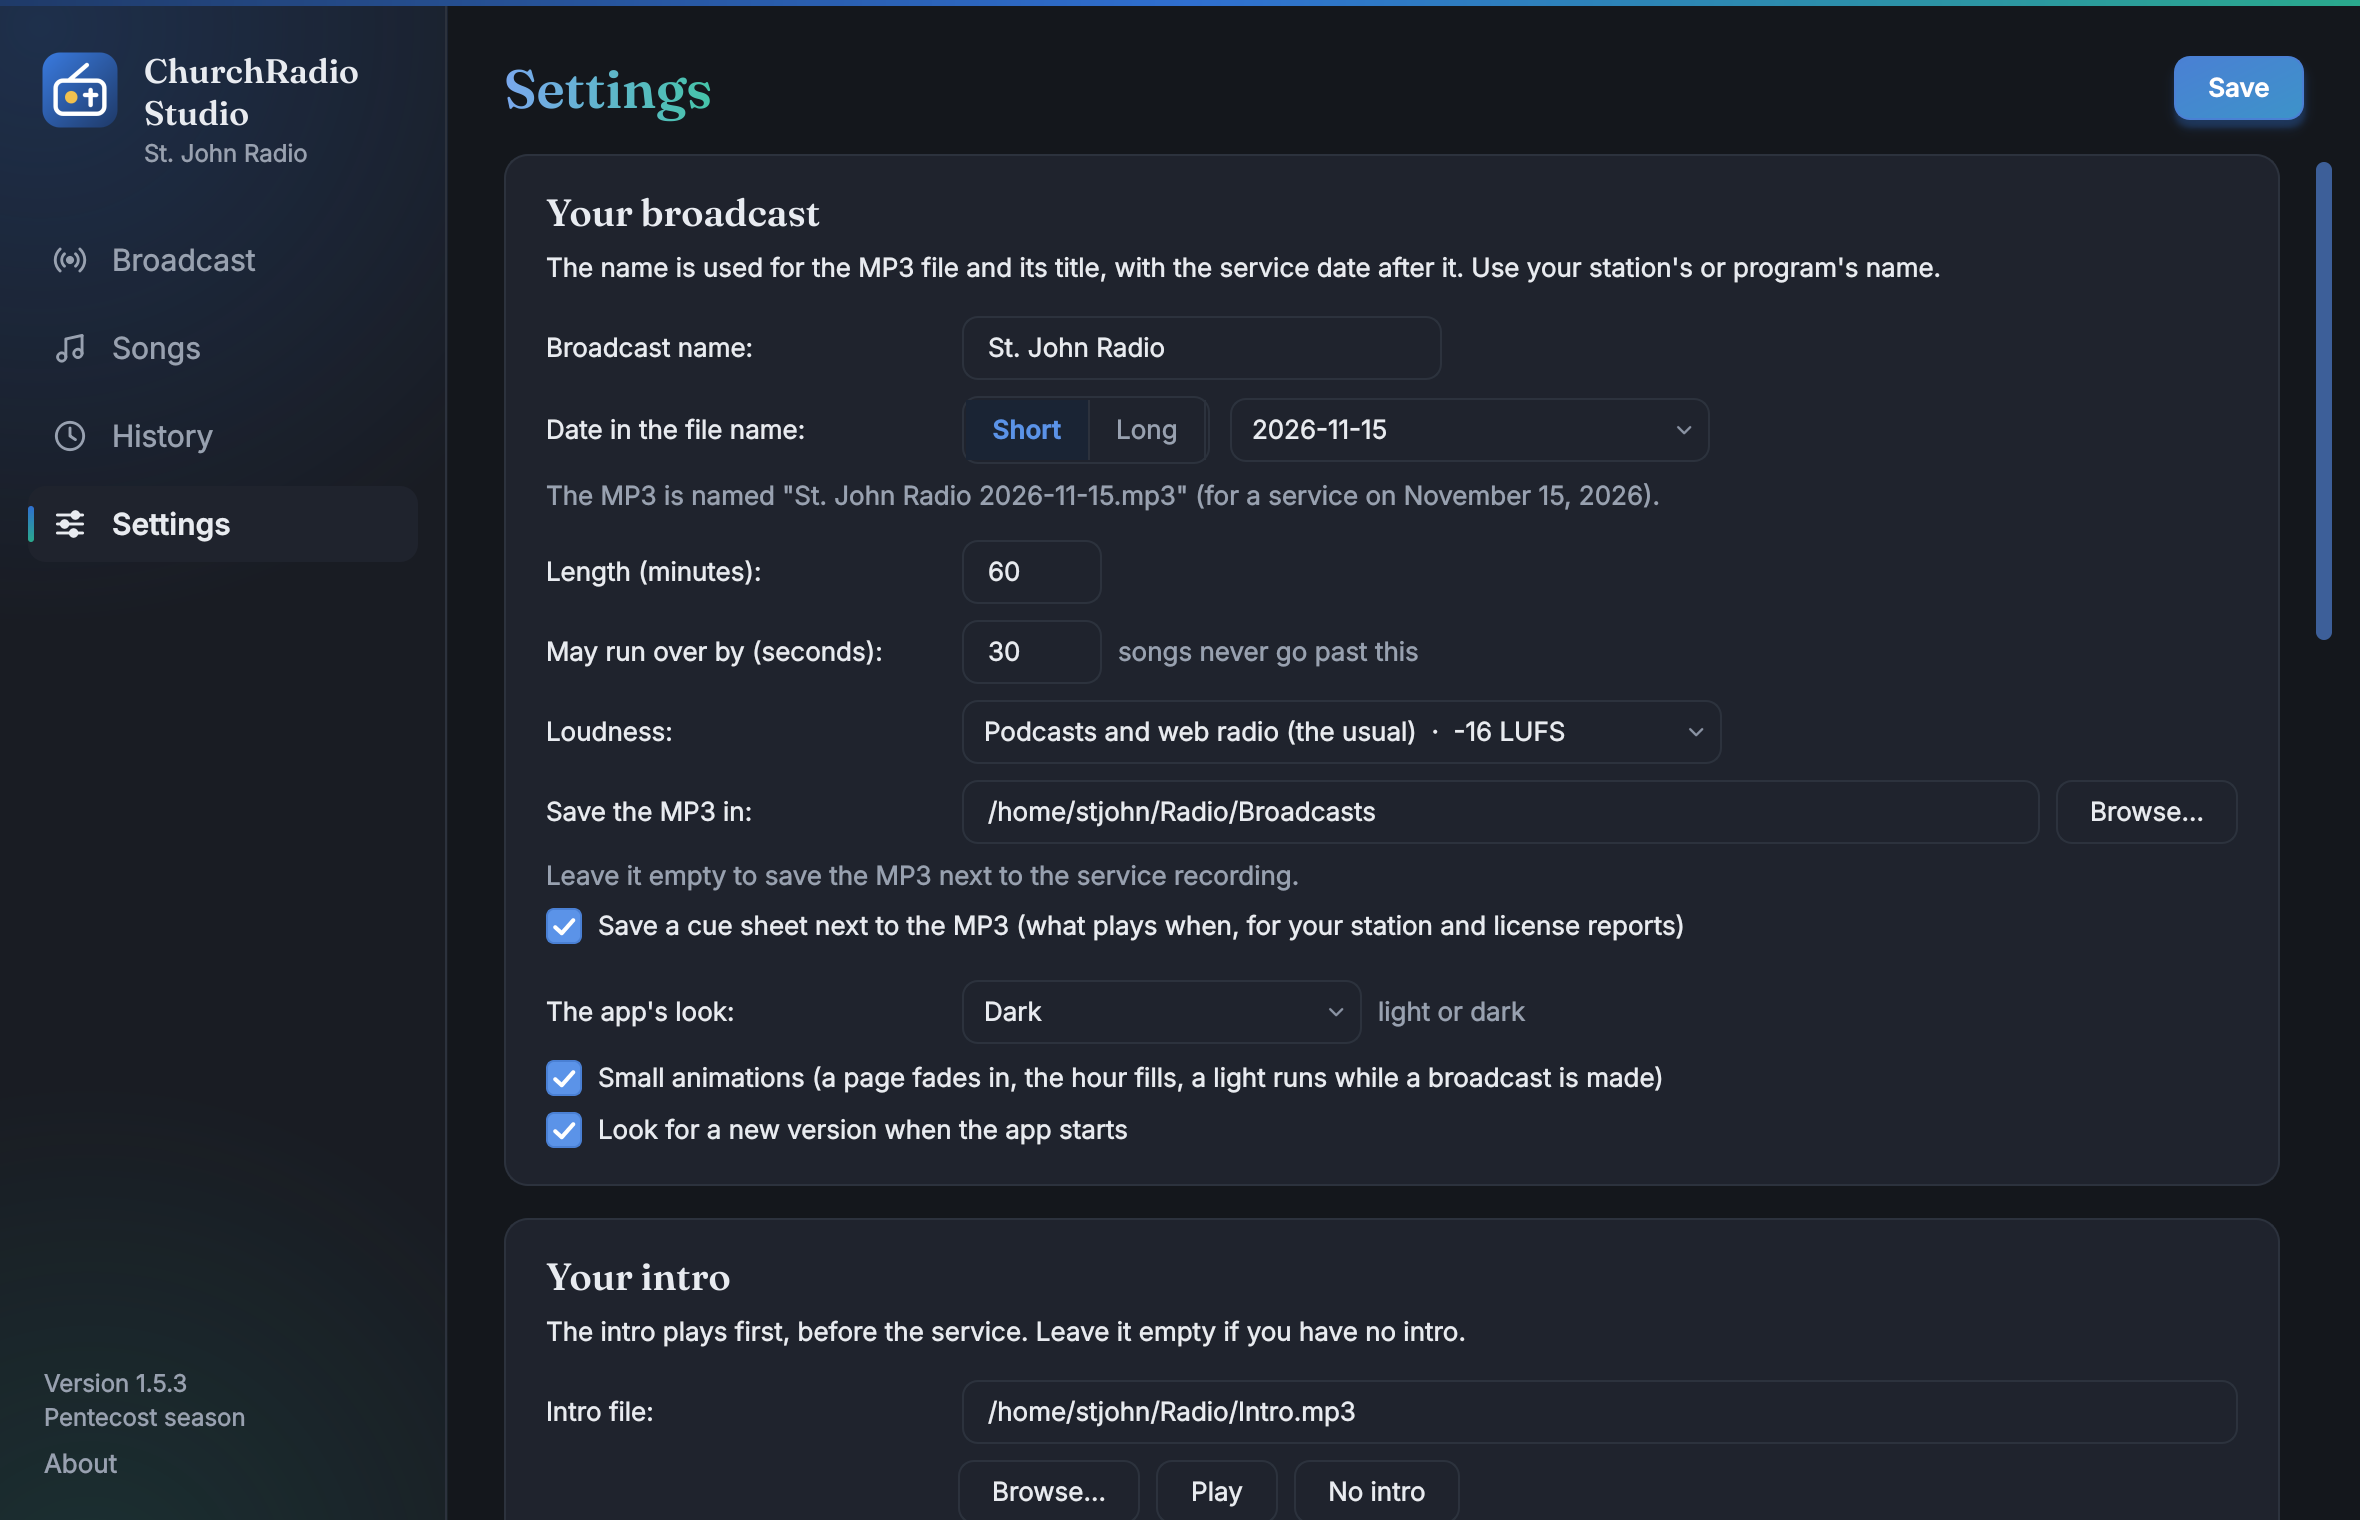 ChurchRadio
Studio
St. John Radio
Broadcast
Songs
History
Settings
Version 1.5.3
Pentecost season
About
Settings
Save
Your broadcast
The name is used for the MP3 file and its title, with the service date after it. Use your station's or program's name.
Broadcast name: St. John Radio
Date in the file name: Short Long 2026-11-15
The MP3 is named "St. John Radio 2026-11-15.mp3" (for a service on November 15, 2026).
Length (minutes): 60
May run over by (seconds): 30 songs never go past this
Loudness: Podcasts and web radio (the usual) · -16 LUFS
Save the MP3 in: /home/stjohn/Radio/Broadcasts Browse...
Leave it empty to save the MP3 next to the service recording.
Save a cue sheet next to the MP3 (what plays when, for your station and license reports)
The app's look: Dark light or dark
Small animations (a page fades in, the hour fills, a light runs while a broadcast is made)
Look for a new version when the app starts
Your intro
The intro plays first, before the service. Leave it empty if you have no intro.
Intro file: /home/stjohn/Radio/Intro.mp3
Browse... Play No intro